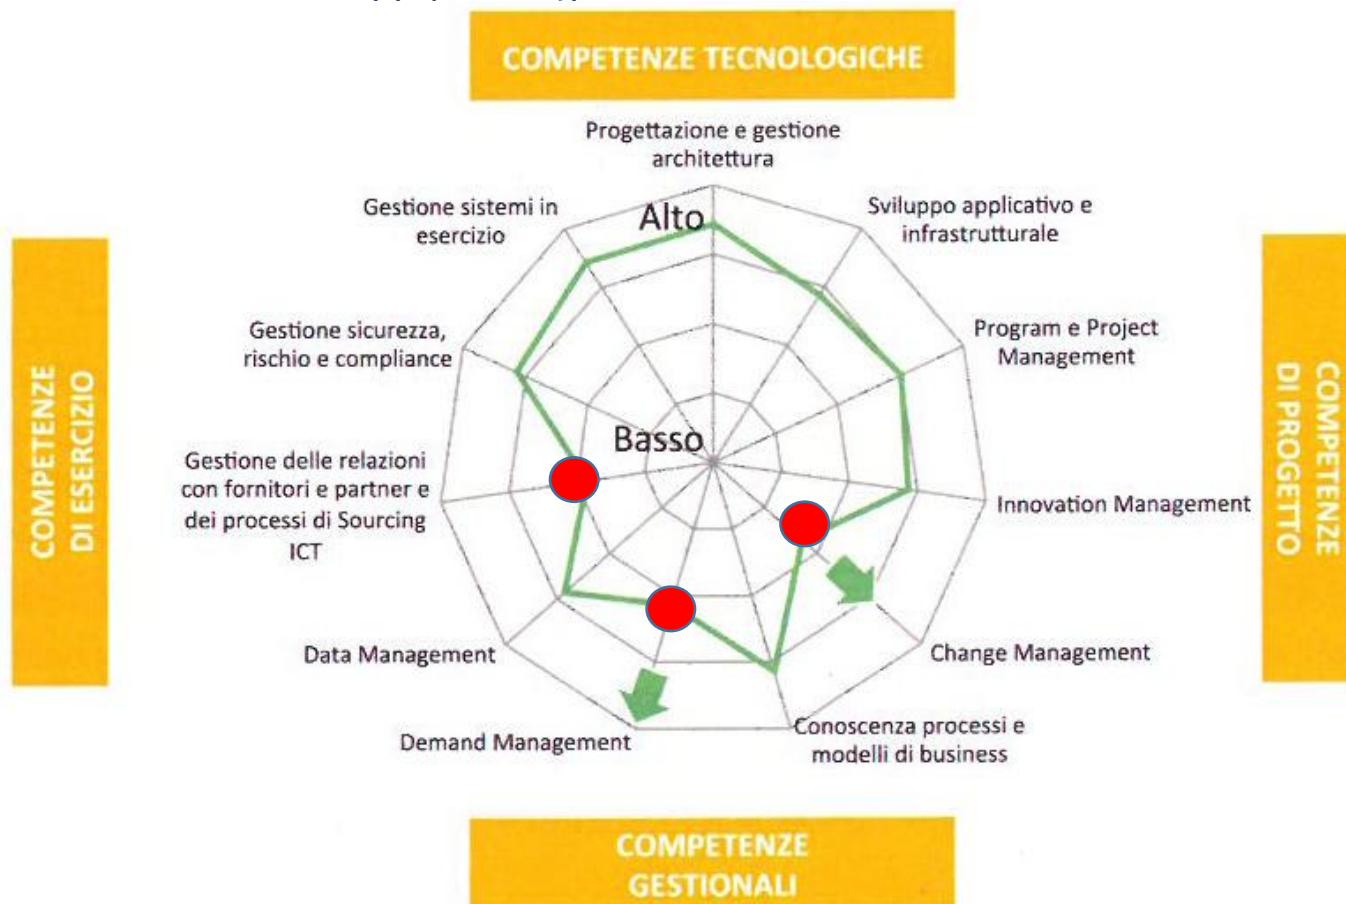 COMPETENZE TECNOLOGICHE
Progettazione e gestione
architettura
Gestione sistemi in
esercizio
Alto
Sviluppo applicativo e
infrastrutturale
Gestione sicurezza,
rischio e compliance
Program e Project
Management
COMPETENZE
DI ESERCIZIO
Basso
COMPETENZE
DI PROGETTO
Gestione delle relazioni
con fornitori e partner e
dei processi di Sourcing
ICT
Innovation Management
Data Management
Change Management
Demand Management
Conoscenza processi e
modelli di business
COMPETENZE
GESTIONALI